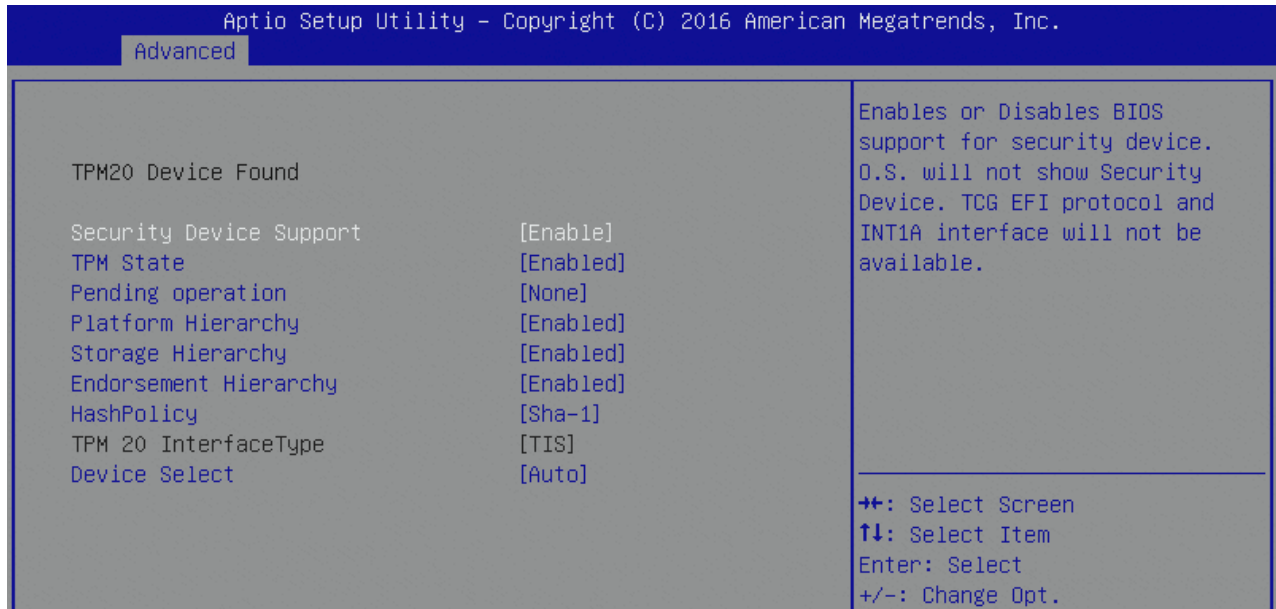 Aptio Setup Utility – Copyright (C) 2016 American Megatrends, Inc.
Advanced
TPM20 Device Found
Security Device Support [Enable]
TPM State [Enabled]
Pending operation [None]
Platform Hierarchy [Enabled]
Storage Hierarchy [Enabled]
Endorsement Hierarchy [Enabled]
HashPolicy [Sha-1]
TPM 20 InterfaceType [TIS]
Device Select [Auto]
Enables or Disables BIOS
support for security device.
O.S. will not show Security
Device. TCG EFI protocol and
INT1A interface will not be
available.
→←: Select Screen
↑↓: Select Item
Enter: Select
+/-: Change Opt.